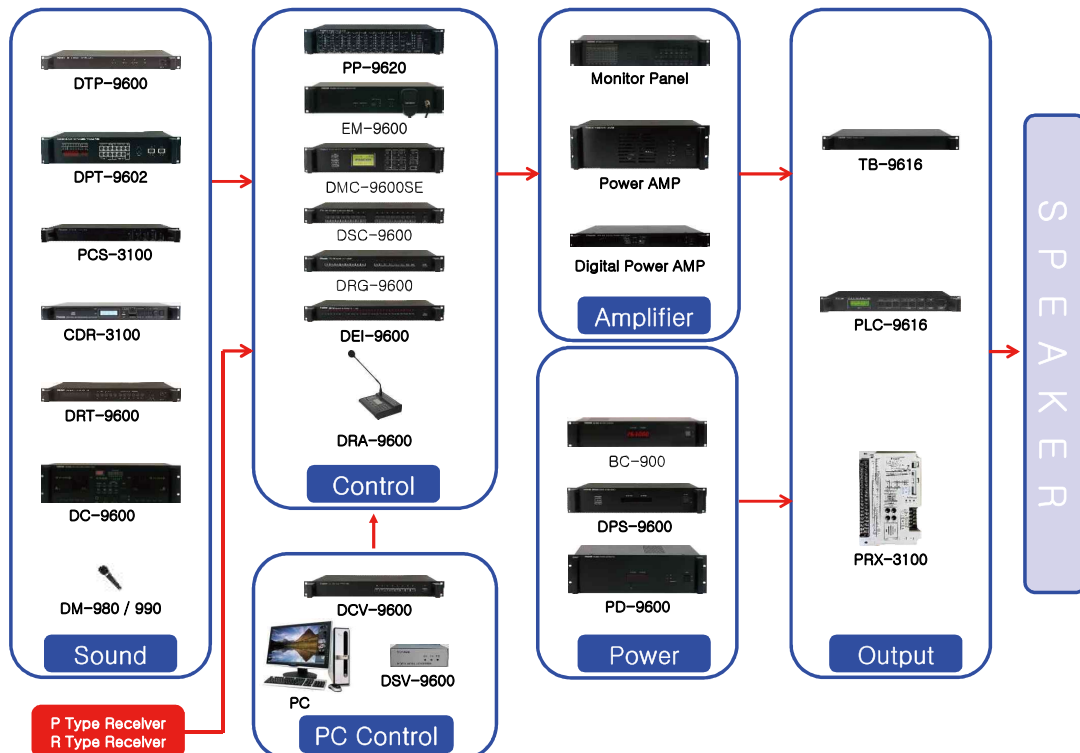 DTP-9600
DPT-9602
PCS-3100
CDR-3100
DRT-9600
DC-9600
DM-980 / 990
Sound
P Type Receiver
R Type Receiver
PP-9620
EM-9600
DMC-9600SE
DSC-9600
DRG-9600
DEI-9600
DRA-9600
Control
DCV-9600
PC
DSV-9600
PC Control
Monitor Panel
Power AMP
Digital Power AMP
Amplifier
BC-900
DPS-9600
PD-9600
Power
TB-9616
PLC-9616
PRX-3100
Output
SPEAKER